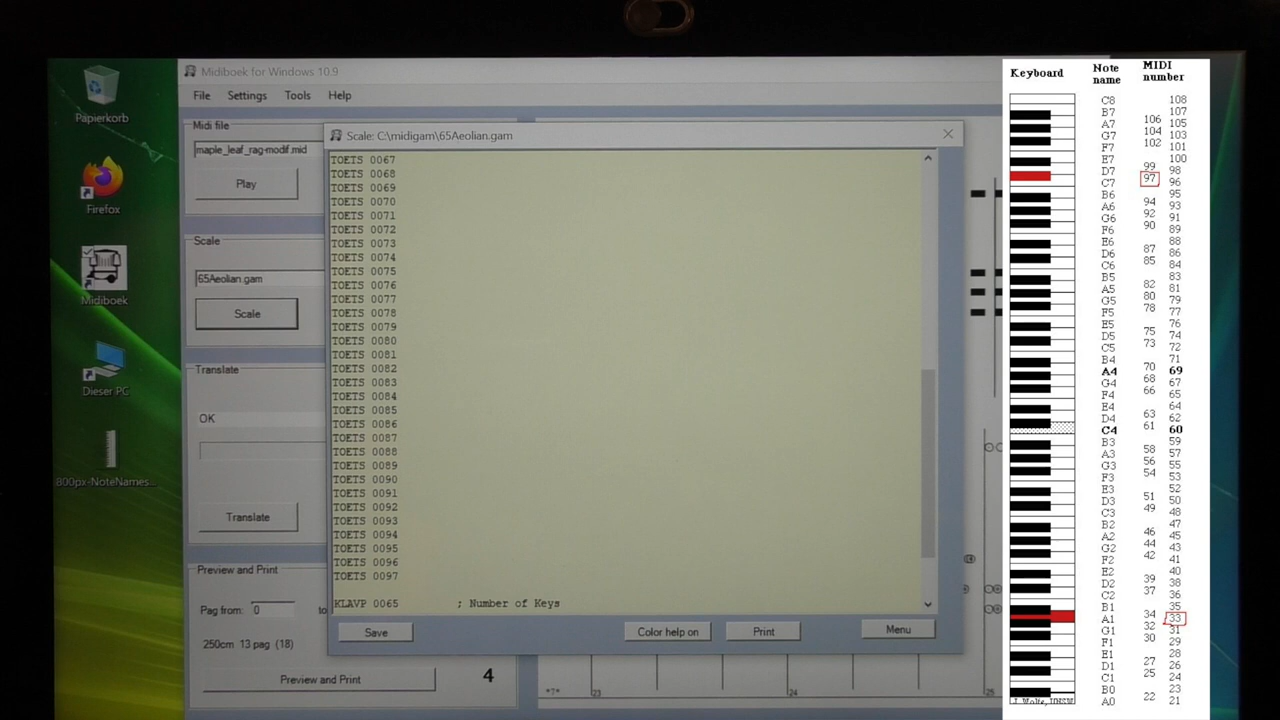 Papierkorb
Firefox
Midiboek
Dieser PC
800px-NoteNames...
Midiboek for Windows 10.9
File Settings Tools Help
Midi file
maple_leaf_rag-modif.mid
Play
Scale
65Aeolian.gam
Scale
Translate
OK
Translate
Preview and Print
Pag from: 0 to
250cm 13 pag (18)
Preview and Print
4
Scale: C:\midigam\65Aeolian.gam
TOETS 0067
TOETS 0068
TOETS 0069
TOETS 0070
TOETS 0071
TOETS 0072
TOETS 0073
TOETS 0074
TOETS 0075
TOETS 0076
TOETS 0077
TOETS 0078
TOETS 0079
TOETS 0080
TOETS 0081
TOETS 0082
TOETS 0083
TOETS 0084
TOETS 0085
TOETS 0086
TOETS 0087
TOETS 0088
TOETS 0089
TOETS 0090
TOETS 0091
TOETS 0092
TOETS 0093
TOETS 0094
TOETS 0095
TOETS 0096
TOETS 0097
KLAVP 0065 ; Number of Keys
Save Color help on Print Menu
*7* 23 24 25
Keyboard Note name MIDI number
C8 108
B7 107
106
A7 105
104
G7 103
102
F7 101
E7 100
99
D7 98
97
C7 96
B6 95
94
A6 93
92
G6 91
90
F6 89
E6 88
87
D6 86
85
C6 84
B5 83
82
A5 81
80
G5 79
78
F5 77
E5 76
75
D5 74
73
C5 72
B4 71
70
A4 69
68
G4 67
66
F4 65
E4 64
63
D4 62
61
C4 60
B3 59
58
A3 57
56
G3 55
54
F3 53
E3 52
51
D3 50
49
C3 48
B2 47
46
A2 45
44
G2 43
42
F2 41
E2 40
39
D2 38
37
C2 36
B1 35
34
A1 33
32
G1 31
30
F1 29
E1 28
27
D1 26
25
C1 24
B0 23
22
A0 21
J. Wolfe, UNSW